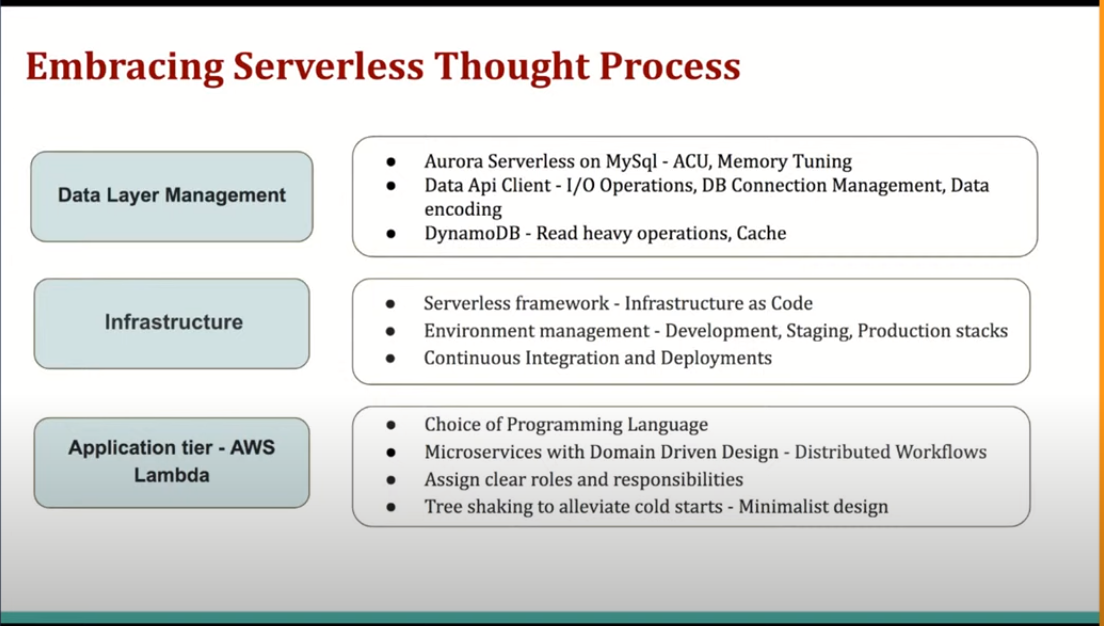 Embracing Serverless Thought Process
Data Layer Management
● Aurora Serverless on MySql - ACU, Memory Tuning
● Data Api Client - I/O Operations, DB Connection Management, Data
encoding
● DynamoDB - Read heavy operations, Cache
Infrastructure
● Serverless framework - Infrastructure as Code
● Environment management - Development, Staging, Production stacks
● Continuous Integration and Deployments
Application tier - AWS
Lambda
● Choice of Programming Language
● Microservices with Domain Driven Design - Distributed Workflows
● Assign clear roles and responsibilities
● Tree shaking to alleviate cold starts - Minimalist design